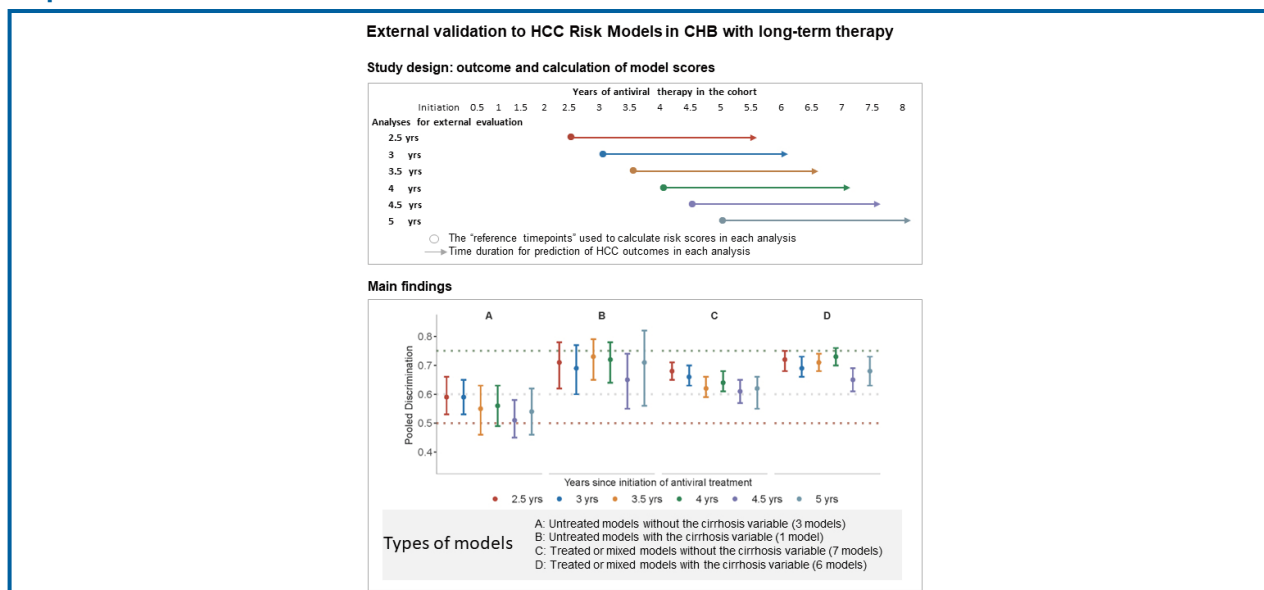 External validation to HCC Risk Models in CHB with long-term therapy
Study design: outcome and calculation of model scores
Years of antiviral therapy in the cohort
Initiation 0.5 1 1.5 2 2.5 3 3.5 4 4.5 5 5.5 6 6.5 7 7.5 8
Analyses for external evaluation
2.5 yrs
3 yrs
3.5 yrs
4 yrs
4.5 yrs
5 yrs
The "reference timepoints" used to calculate risk scores in each analysis
Time duration for prediction of HCC outcomes in each analysis
Main findings
A B C D
Pooled Discrimination
0.8
0.7
0.6
0.5
0.4
Years since initiation of antiviral treatment
2.5 yrs 3 yrs 3.5 yrs 4 yrs 4.5 yrs 5 yrs
Types of models
A: Untreated models without the cirrhosis variable (3 models)
B: Untreated models with the cirrhosis variable (1 model)
C: Treated or mixed models without the cirrhosis variable (7 models)
D: Treated or mixed models with the cirrhosis variable (6 models)